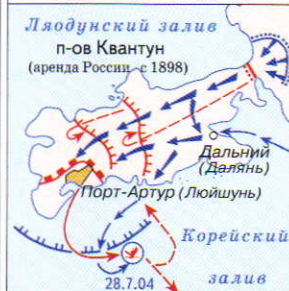 Ляодунский залив
п-ов Квантун
(аренда России с 1898)
Дальний
(Далянь)
Порт-Артур (Люйшунь)
Корейский
залив
28.7.04